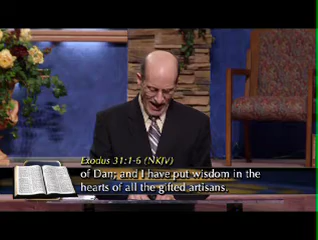 Exodus 31:1-6 (NKJV)
of Dan; and I have put wisdom in the
hearts of all the gifted artisans.